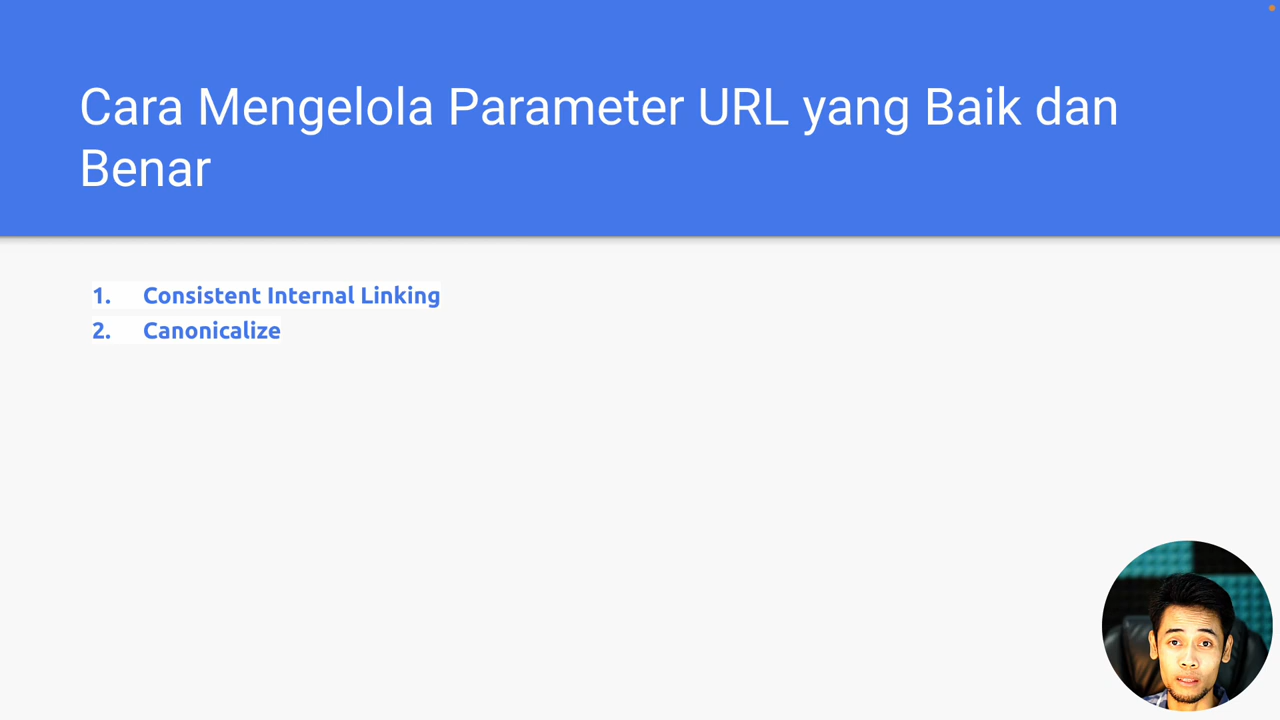 Cara Mengelola Parameter URL yang Baik dan
Benar
1. Consistent Internal Linking
2. Canonicalize